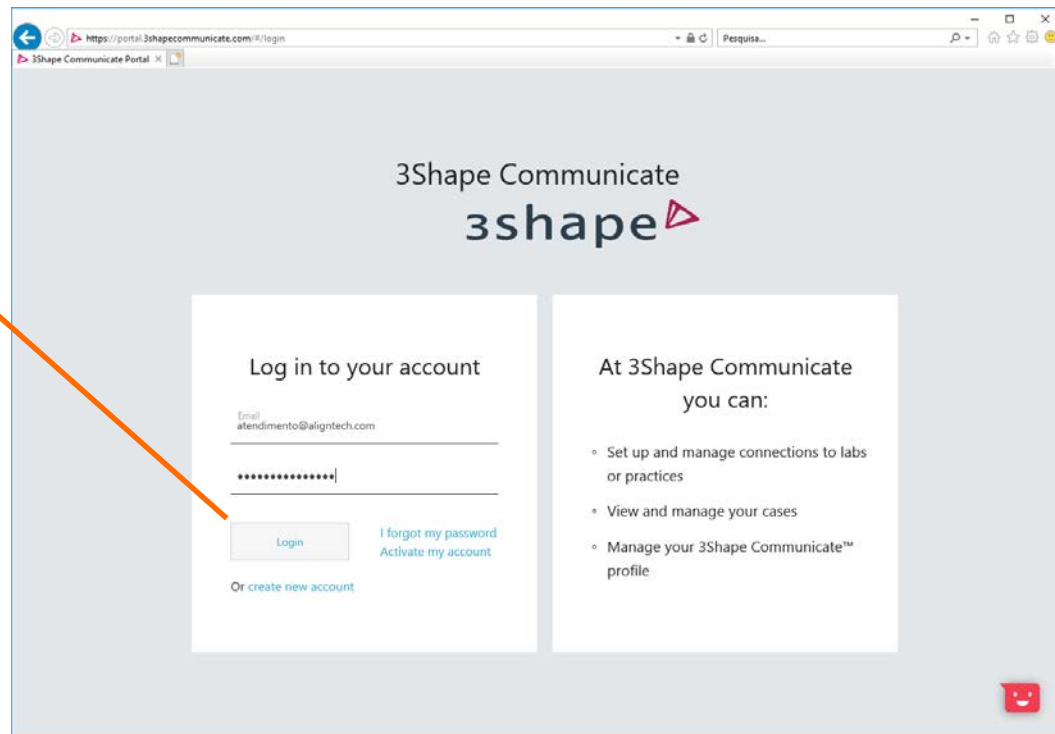 https://portal.3shapecommunicate.com/#/login
Pesquisa...
3Shape Communicate Portal
3Shape Communicate
3shape
Log in to your account
Email
atendimento@aligntech.com
Login
I forgot my password
Activate my account
Or create new account
At 3Shape Communicate
you can:
Set up and manage connections to labs
or practices
View and manage your cases
Manage your 3Shape Communicate™
profile